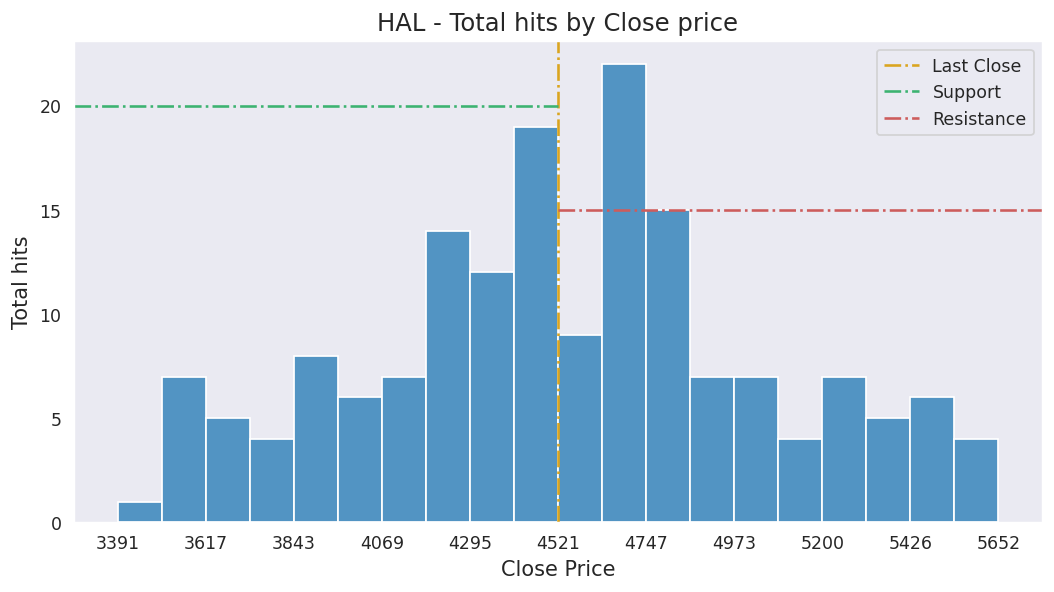 HAL - Total hits by Close price
Last Close
Support
Resistance
Total hits
20
15
10
5
0
3391 3617 3843 4069 4295 4521 4747 4973 5200 5426 5652
Close Price